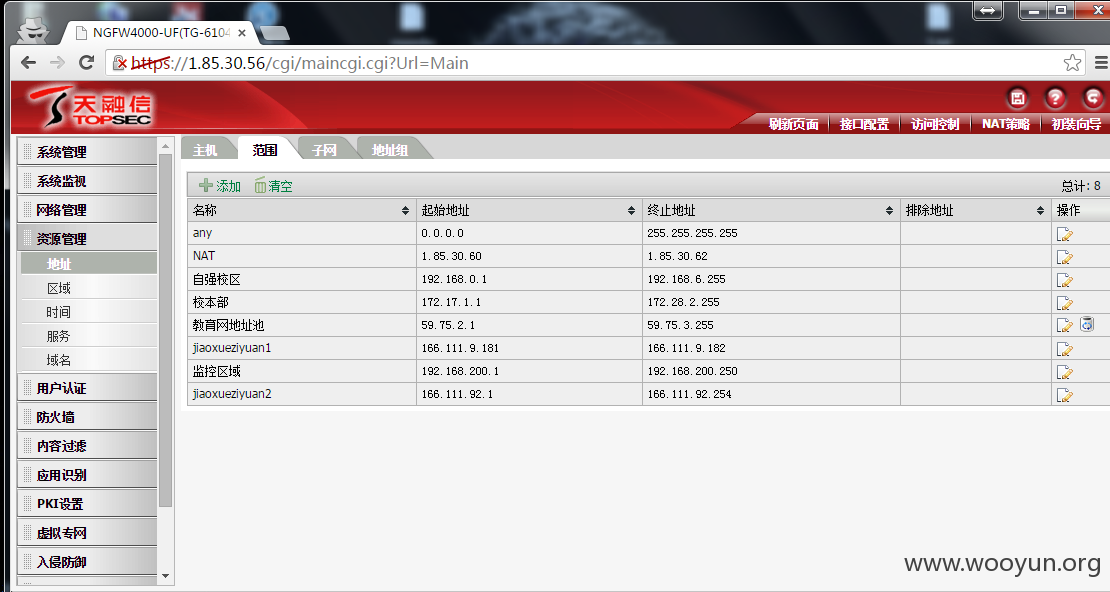 NGFW4000-UF(TG-6104
https://1.85.30.56/cgi/maincgi.cgi?Url=Main
天融信
TOPSEC
刷新页面 接口配置 访问控制 NAT策略 初装向导
系统管理
系统监视
网络管理
资源管理
地址
区域
时间
服务
域名
用户认证
防火墙
内容过滤
应用识别
PKI设置
虚拟专网
入侵防御
主机 范围 子网 地址组
添加 清空 总计: 8
名称 起始地址 终止地址 排除地址 操作
any 0.0.0.0 255.255.255.255
NAT 1.85.30.60 1.85.30.62
自强校区 192.168.0.1 192.168.6.255
校本部 172.17.1.1 172.28.2.255
教育网地址池 59.75.2.1 59.75.3.255
jiaoxueziyuan1 166.111.9.181 166.111.9.182
监控区域 192.168.200.1 192.168.200.250
jiaoxueziyuan2 166.111.92.1 166.111.92.254
www.wooyun.org